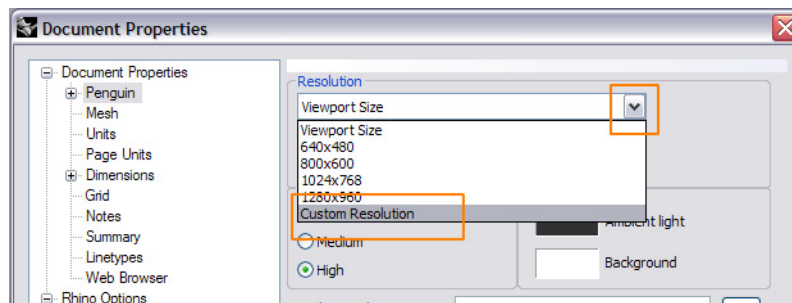 Document Properties
Document Properties
Penguin
Mesh
Units
Page Units
Dimensions
Grid
Notes
Summary
Linetypes
Web Browser
Rhino Options
Resolution
Viewport Size
Viewport Size
640x480
800x600
1024x768
1280x960
Custom Resolution
Medium
High
Ambient light
Background